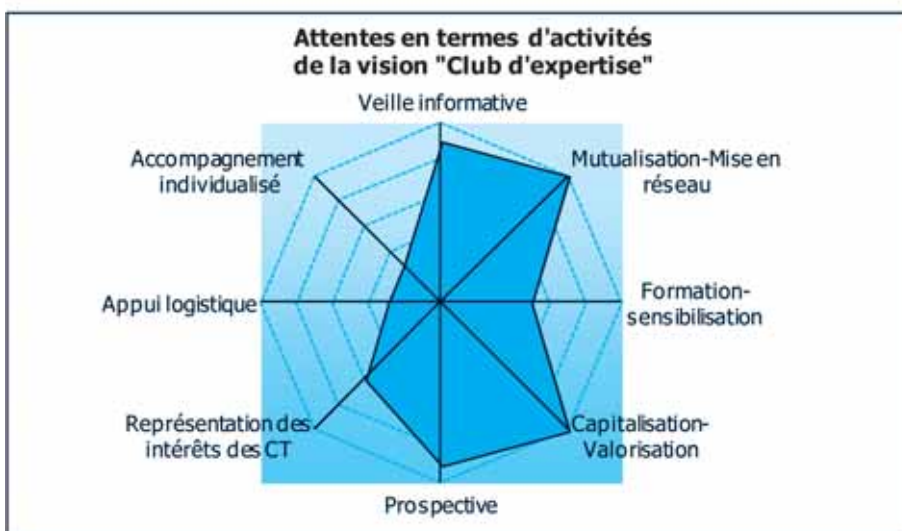 Attentes en termes d'activités
de la vision "Club d'expertise"
Veille informative
Accompagnement
individualisé
Mutualisation-Mise en
réseau
Appui logistique
Formation-
sensibilisation
Représentation des
intérêts des CT
Capitalisation-
Valorisation
Prospective